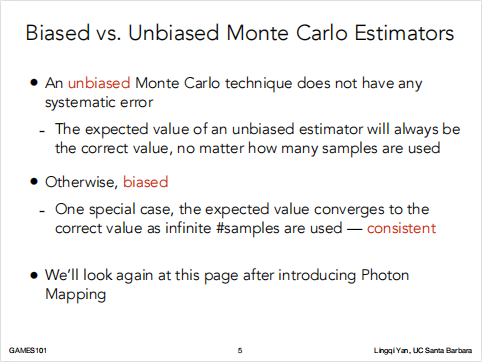 Biased vs. Unbiased Monte Carlo Estimators
• An unbiased Monte Carlo technique does not have any
systematic error
- The expected value of an unbiased estimator will always be
the correct value, no matter how many samples are used
• Otherwise, biased
- One special case, the expected value converges to the
correct value as infinite #samples are used — consistent
• We'll look again at this page after introducing Photon
Mapping
GAMES101 5 Lingqi Yan, UC Santa Barbara